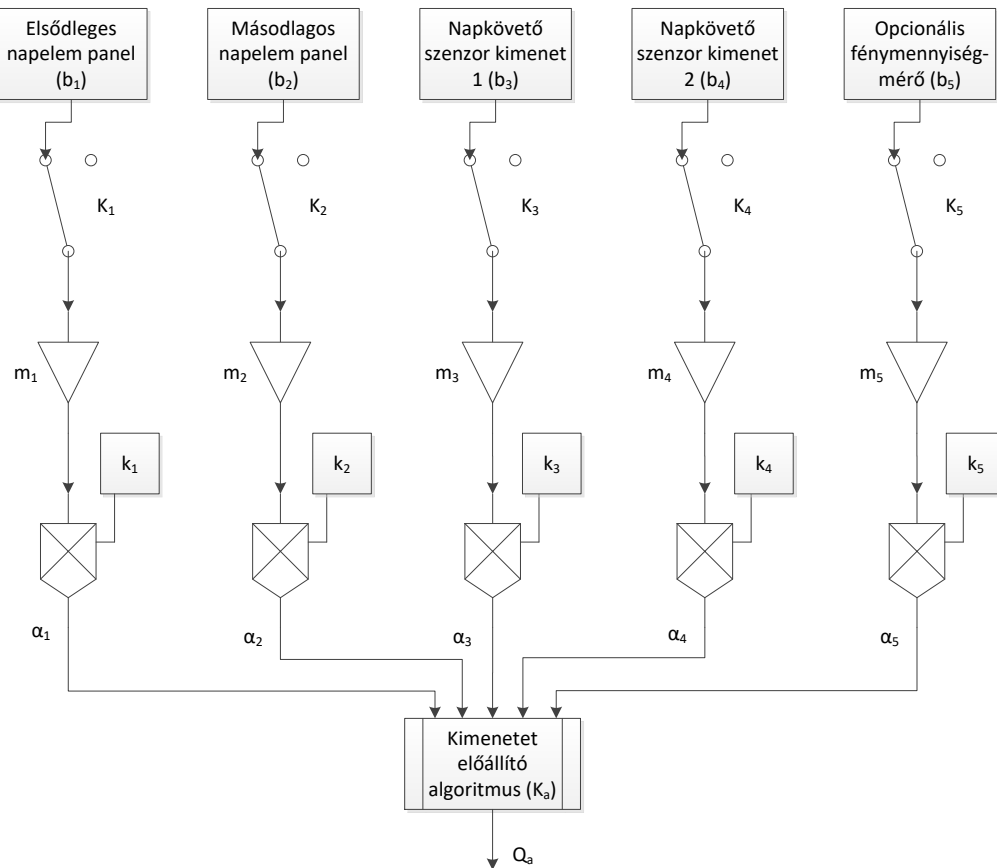 Elsődleges
napelem panel
(b₁)
Másodlagos
napelem panel
(b₂)
Napkövető
szenzor kimenet
1 (b₃)
Napkövető
szenzor kimenet
2 (b₄)
Opcionális
fénymennyiség-
mérő (b₅)
K₁
K₂
K₃
K₄
K₅
m₁
m₂
m₃
m₄
m₅
k₁
k₂
k₃
k₄
k₅
α₁
α₂
α₃
α₄
α₅
Kimenetet
előállító
algoritmus (Kₐ)
Qₐ